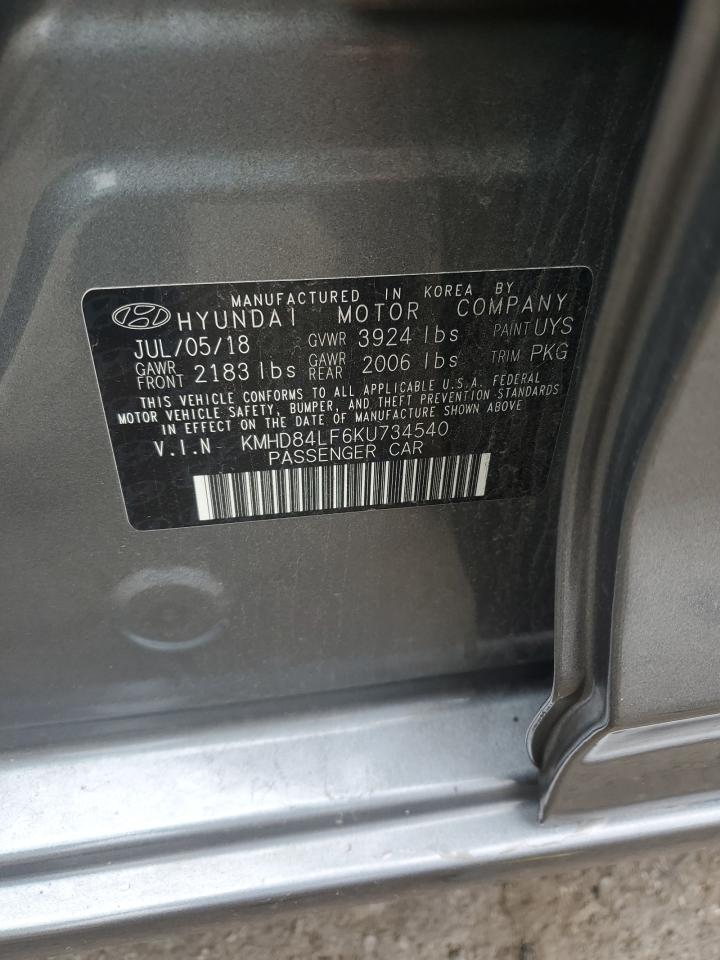 MANUFACTURED IN KOREA BY
HYUNDAI MOTOR COMPANY
JUL/05/18 GVWR 3924 lbs PAINT UYS
GAWR FRONT 2183 lbs GAWR REAR 2006 lbs TRIM PKG
THIS VEHICLE CONFORMS TO ALL APPLICABLE U.S.A. FEDERAL
MOTOR VEHICLE SAFETY, BUMPER, AND THEFT PREVENTION STANDARDS
IN EFFECT ON THE DATE OF MANUFACTURE SHOWN ABOVE
V.I.N KMHD84LF6KU734540
PASSENGER CAR